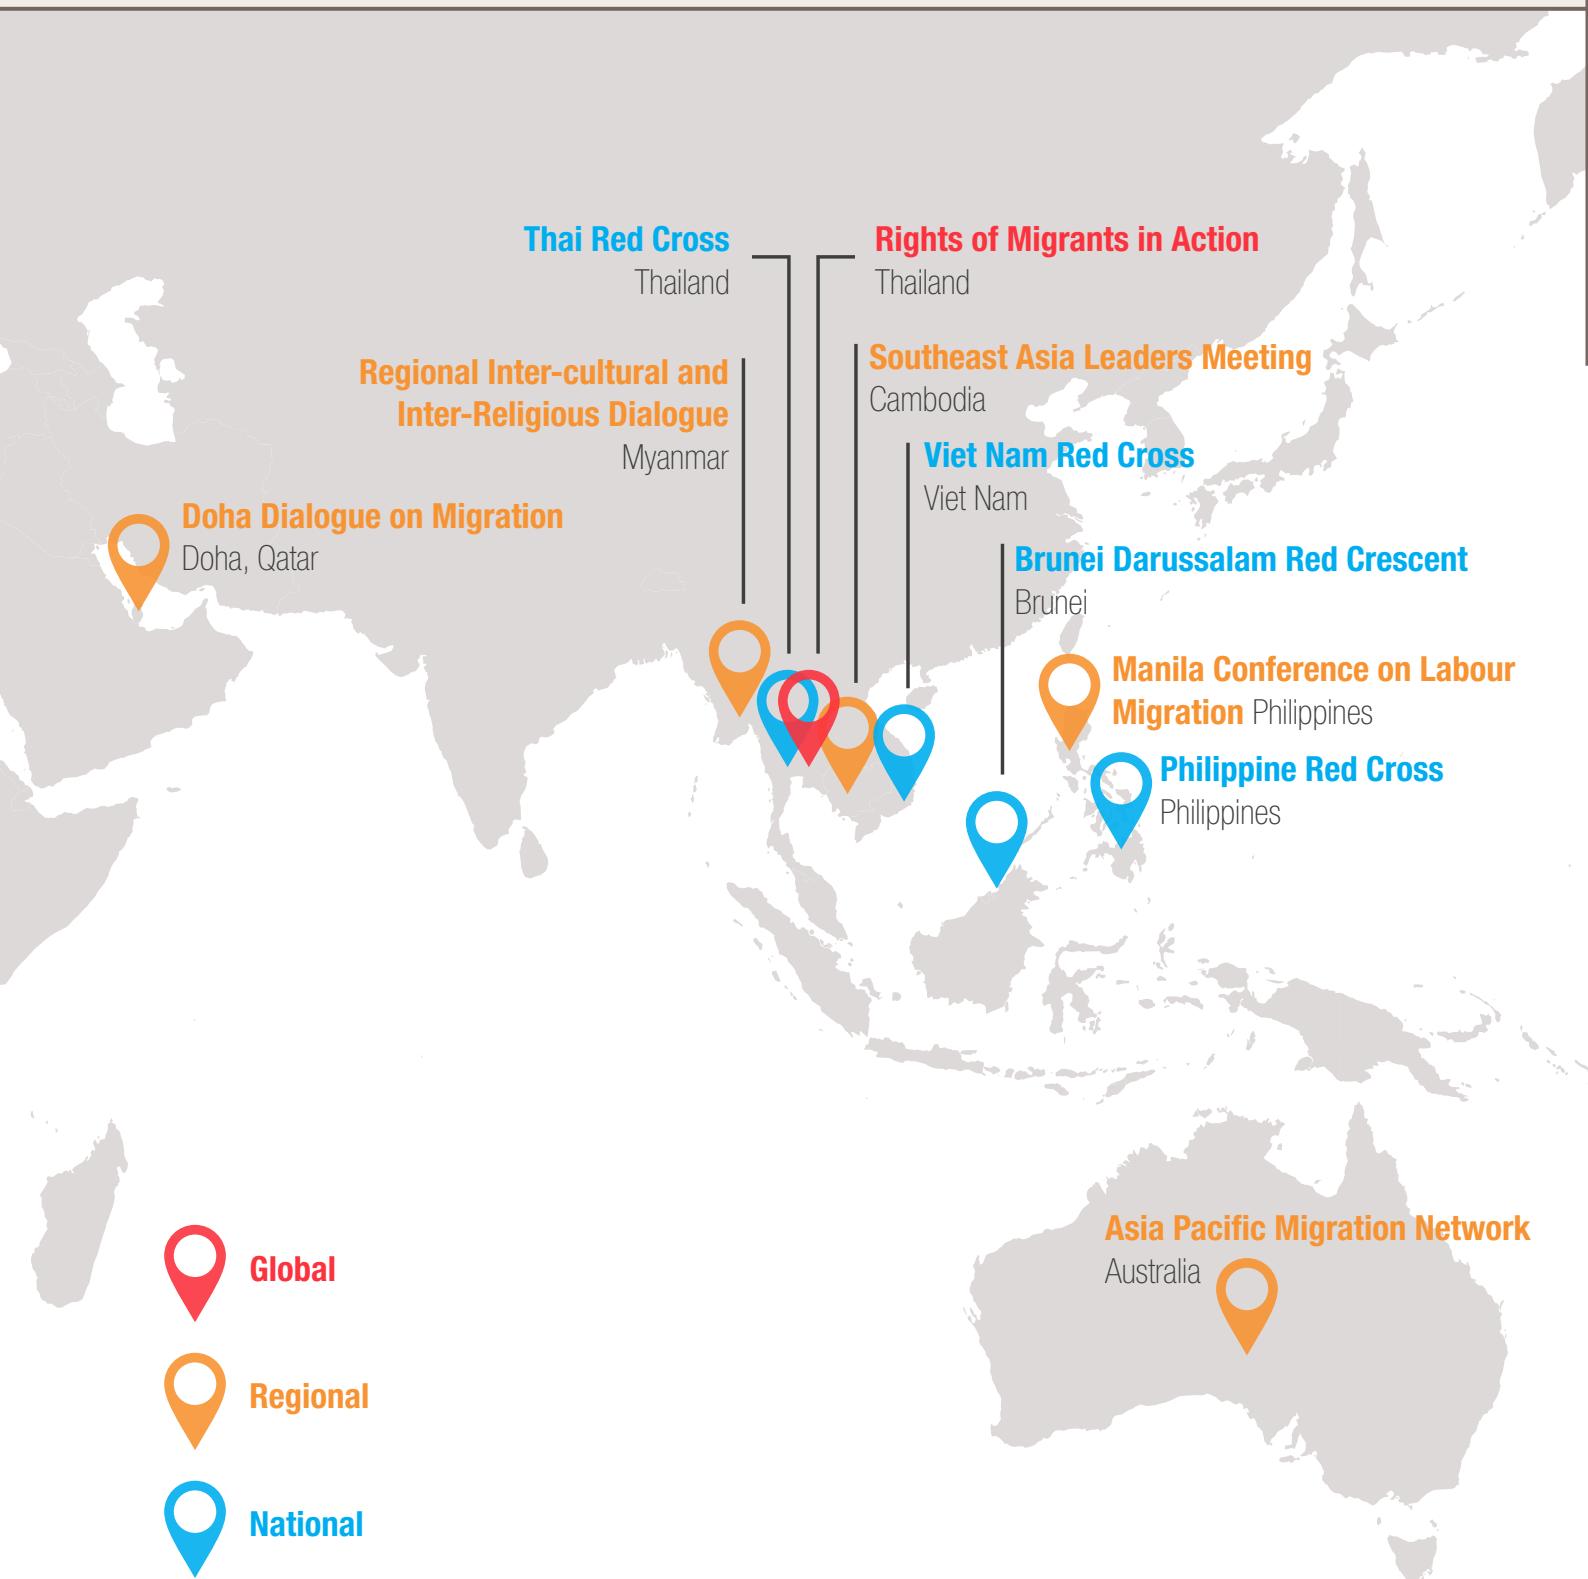 Thai Red Cross
Thailand
Rights of Migrants in Action
Thailand
Regional Inter-cultural and
Inter-Religious Dialogue
Myanmar
Southeast Asia Leaders Meeting
Cambodia
Viet Nam Red Cross
Viet Nam
Doha Dialogue on Migration
Doha, Qatar
Brunei Darussalam Red Crescent
Brunei
Manila Conference on Labour
Migration Philippines
Philippine Red Cross
Philippines
Asia Pacific Migration Network
Australia
Global
Regional
National